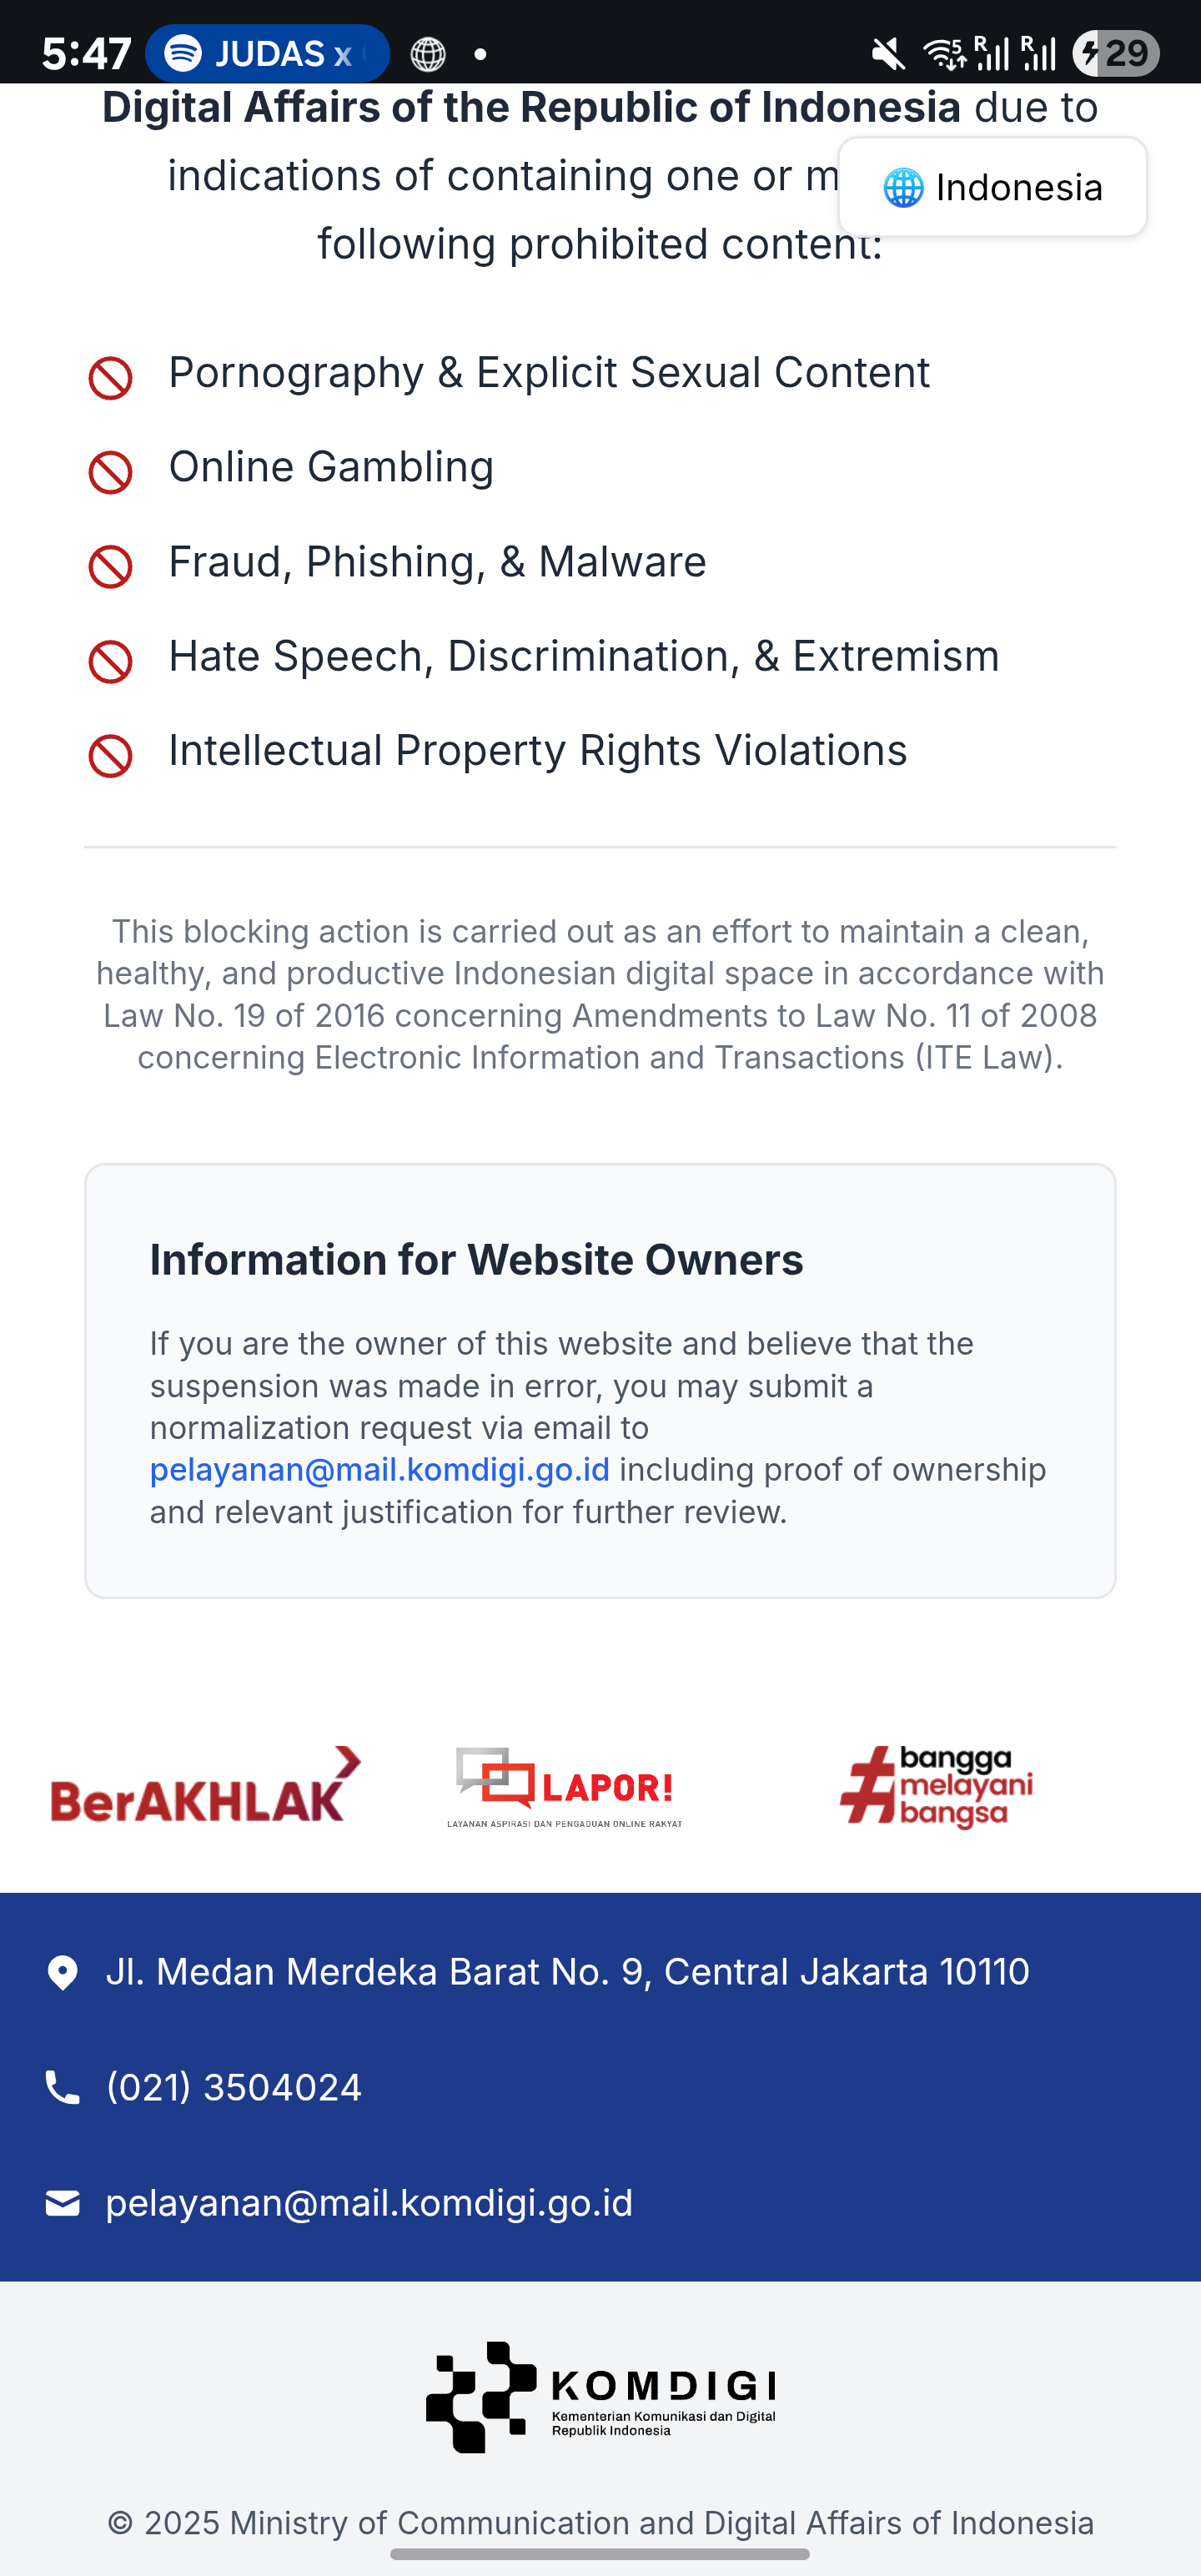 5:47 JUDAS x 5 R R 29
Digital Affairs of the Republic of Indonesia due to
indications of containing one or m
Indonesia
following prohibited content:
Pornography & Explicit Sexual Content
Online Gambling
Fraud, Phishing, & Malware
Hate Speech, Discrimination, & Extremism
Intellectual Property Rights Violations
This blocking action is carried out as an effort to maintain a clean,
healthy, and productive Indonesian digital space in accordance with
Law No. 19 of 2016 concerning Amendments to Law No. 11 of 2008
concerning Electronic Information and Transactions (ITE Law).
Information for Website Owners
If you are the owner of this website and believe that the
suspension was made in error, you may submit a
normalization request via email to
pelayanan@mail.komdigi.go.id including proof of ownership
and relevant justification for further review.
BerAKHLAK
LAPOR!
LAYANAN ASPIRASI DAN PENGADUAN ONLINE RAKYAT
#bangga
melayani
bangsa
Jl. Medan Merdeka Barat No. 9, Central Jakarta 10110
(021) 3504024
pelayanan@mail.komdigi.go.id
KOMDIGI
Kementerian Komunikasi dan Digital
Republik Indonesia
© 2025 Ministry of Communication and Digital Affairs of Indonesia